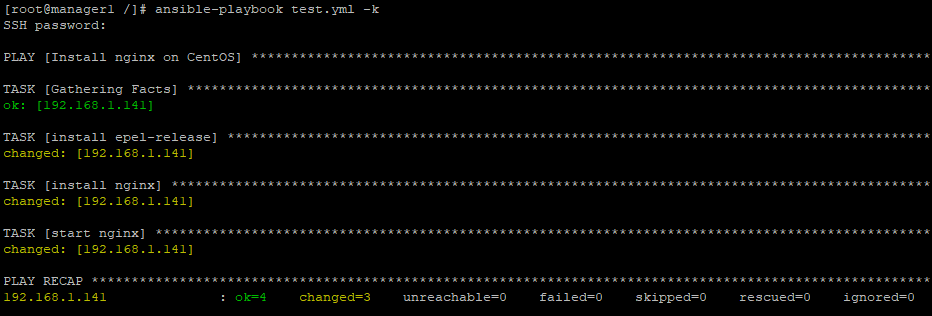 [root@manager1 /]# ansible-playbook test.yml -k
SSH password:
PLAY [Install nginx on CentOS] *************************************************************************************
TASK [Gathering Facts] *********************************************************************************************
ok: [192.168.1.141]
TASK [install epel-release] ****************************************************************************************
changed: [192.168.1.141]
TASK [install nginx] ***********************************************************************************************
changed: [192.168.1.141]
TASK [start nginx] *************************************************************************************************
changed: [192.168.1.141]
PLAY RECAP *********************************************************************************************************
192.168.1.141              : ok=4    changed=3    unreachable=0    failed=0    skipped=0    rescued=0    ignored=0